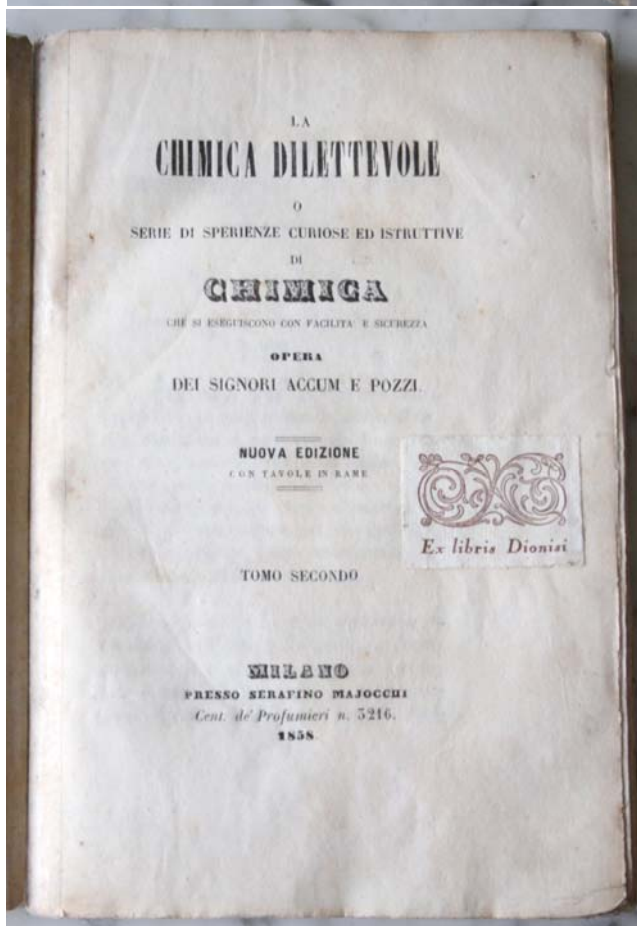 LA
CHIMICA DILETTEVOLE
O
SERIE DI SPERIENZE CURIOSE ED ISTRUTTIVE
DI
CHIMICA
CHE SI ESEGUISCONO CON FACILITA E SICUREZZA
OPERA
DEI SIGNORI ACCUM E POZZI.
NUOVA EDIZIONE
CON TAVOLE IN RAME
Ex libris Dionisi
TOMO SECONDO
MILANO
PRESSO SERAFINO MAJOCCHI
Cent. de' Profumieri n. 3216.